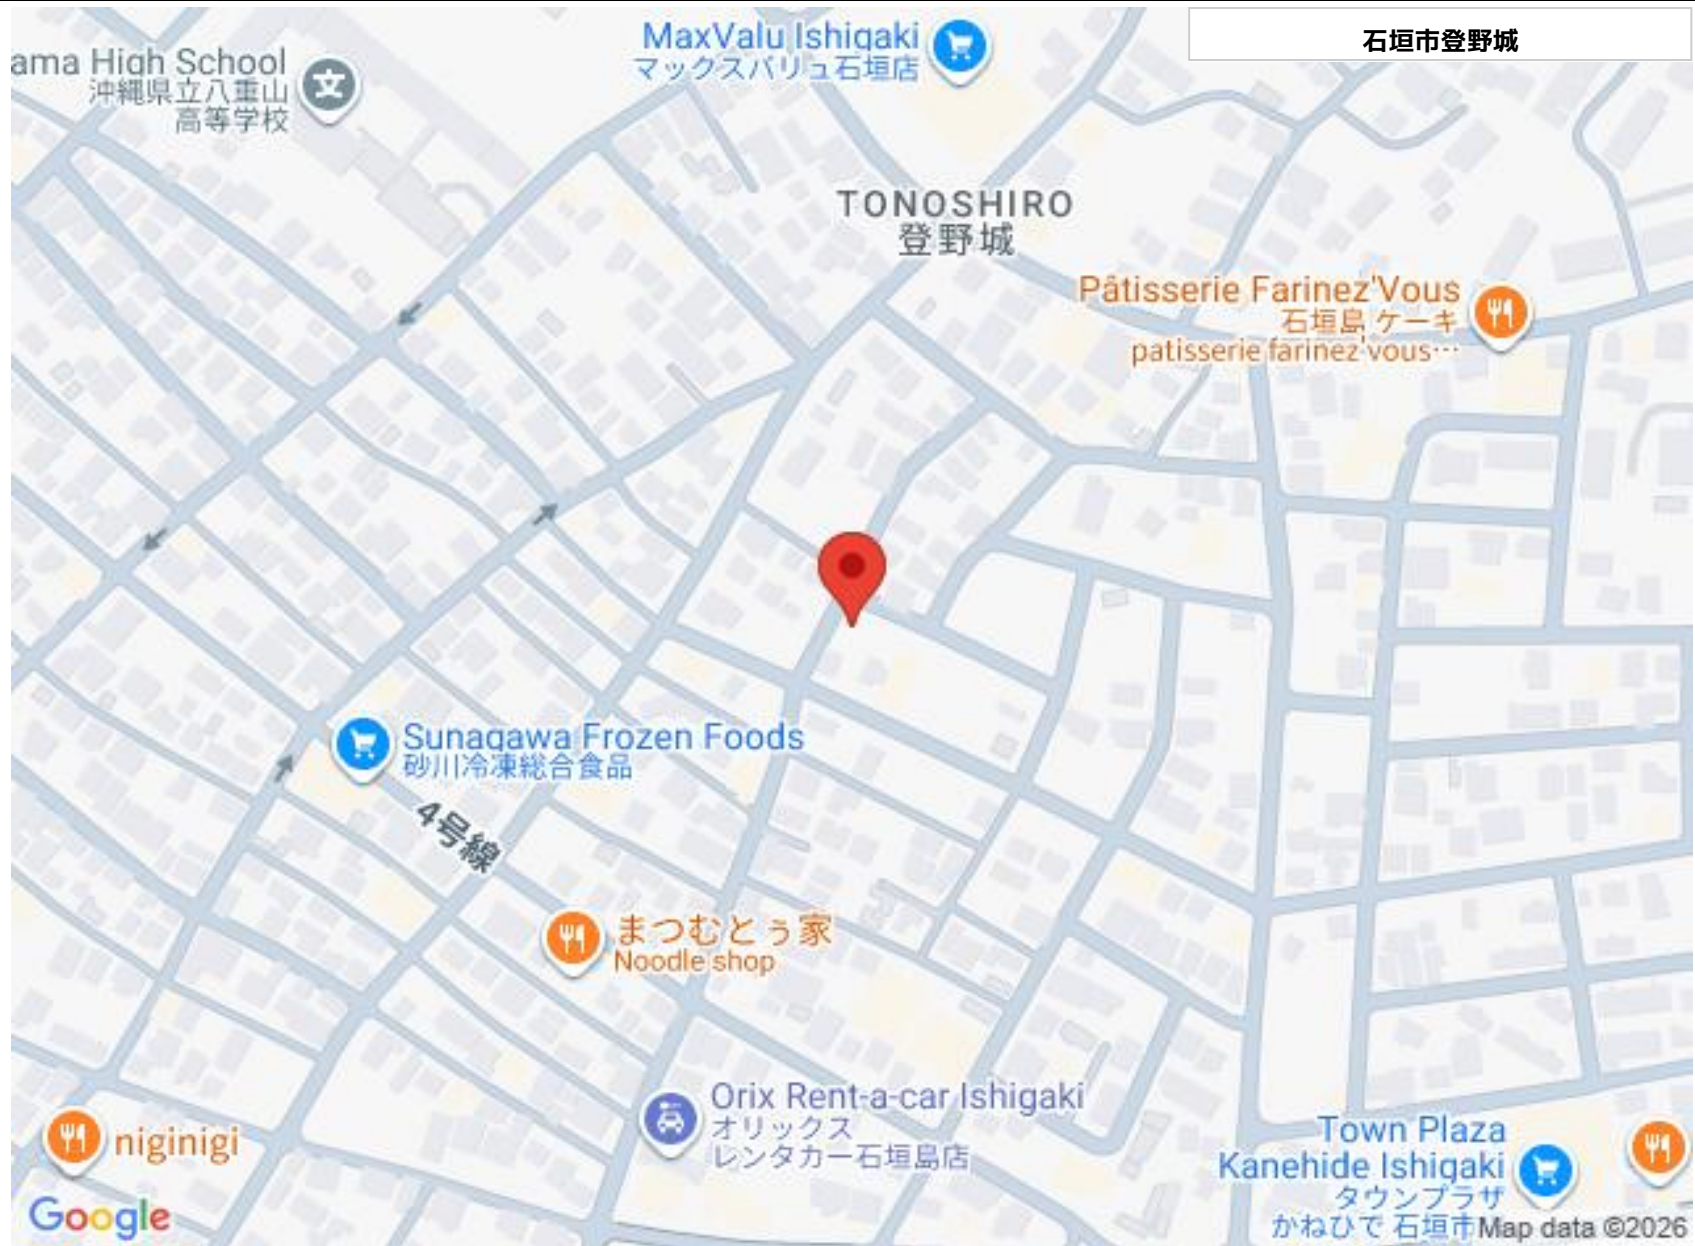 石垣市登野城
MaxValu Ishigaki
マックスバリュ石垣店
ama High School
沖縄県立八重山
高等学校
TONOSHIRO
登野城
Pâtisserie Farinez'Vous
石垣島 ケーキ
patisserie farinez'vous…
Sunagawa Frozen Foods
砂川冷凍総合食品
4号線
まつむとぅ家
Noodle shop
Orix Rent-a-car Ishigaki
オリックス
レンタカー石垣島店
niginigi
Town Plaza
Kanehide Ishigaki
タウンプラザ
かねひで 石垣市
Google
Map data ©2026